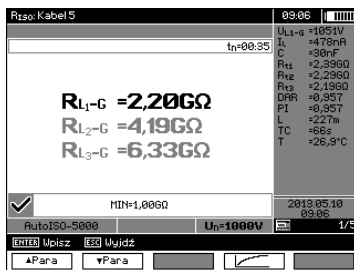 RISO: Kabel 5
09:06
tn=00:35
RL1-G =2,20GΩ
RL2-G =4,19GΩ
RL3-G =6,33GΩ
MIN=1,00GΩ
AutoISO-5000
Un=1000V
UL1-G =1051V
IL =478nA
C =30nF
Rt1 =2,39GΩ
Rt2 =2,29GΩ
Rt3 =2,19GΩ
DAR =0,957
PI =0,957
L =227m
TC =66s
T =26,9°C
2013.05.10
09:06
1/5
ENTER Wpisz ESC Wyjdź
▲Para
▼Para